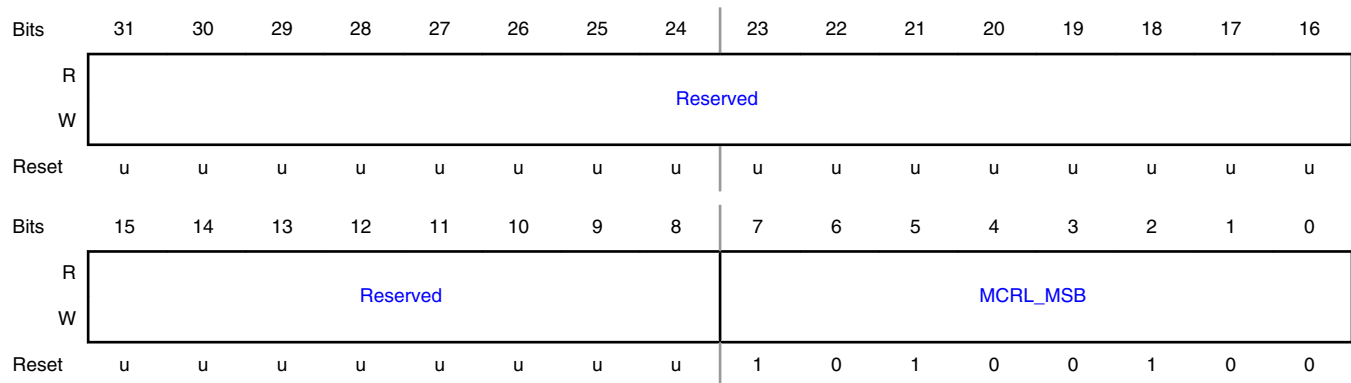 Bits 31 30 29 28 27 26 25 24 23 22 21 20 19 18 17 16
R
Reserved
W
Reset u u u u u u u u u u u u u u u u
Bits 15 14 13 12 11 10 9 8 7 6 5 4 3 2 1 0
R
Reserved MCRL_MSB
W
Reset u u u u u u u u 1 0 1 0 0 1 0 0